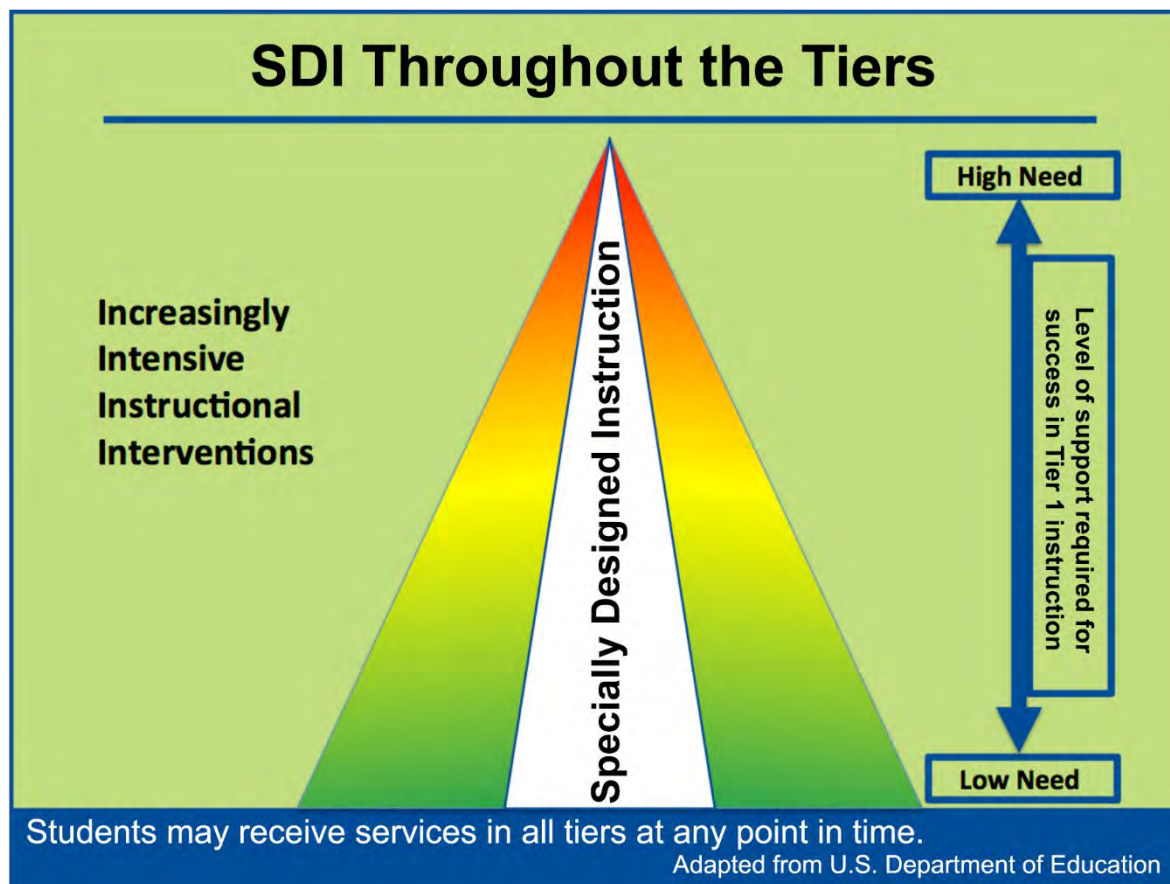 SDI Throughout the Tiers
Increasingly
Intensive
Instructional
Interventions
Specially Designed Instruction
High Need
Level of support required for
success in Tier 1 instruction
Low Need
Students may receive services in all tiers at any point in time.
Adapted from U.S. Department of Education